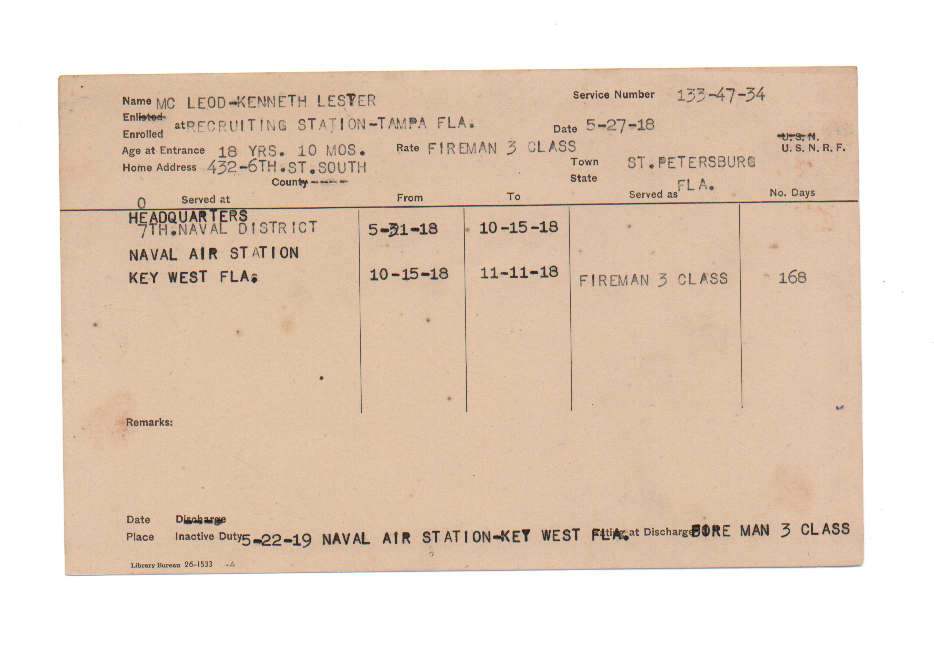 Name MC LEOD-KENNETH LESTER Service Number 133-47-34
Enlisted
Enrolled at RECRUITING STATION-TAMPA FLA. Date 5-27-18 U.S.N.
Age at Entrance 18 YRS. 10 MOS. Rate FIREMAN 3 CLASS U.S.N.R.F.
Home Address 432-6TH.ST.SOUTH Town ST.PETERSBURG
County ---- State FLA.
0 Served at From To Served as No. Days
HEADQUARTERS
7TH.NAVAL DISTRICT 5-31-18 10-15-18
NAVAL AIR STATION
KEY WEST FLA. 10-15-18 11-11-18 FIREMAN 3 CLASS 168
Remarks:
Date Discharge
Place Inactive Duty 5-22-19 NAVAL AIR STATION-KEY WEST FLA. Rating at Discharge FIRE MAN 3 CLASS
Library Bureau 26-1533